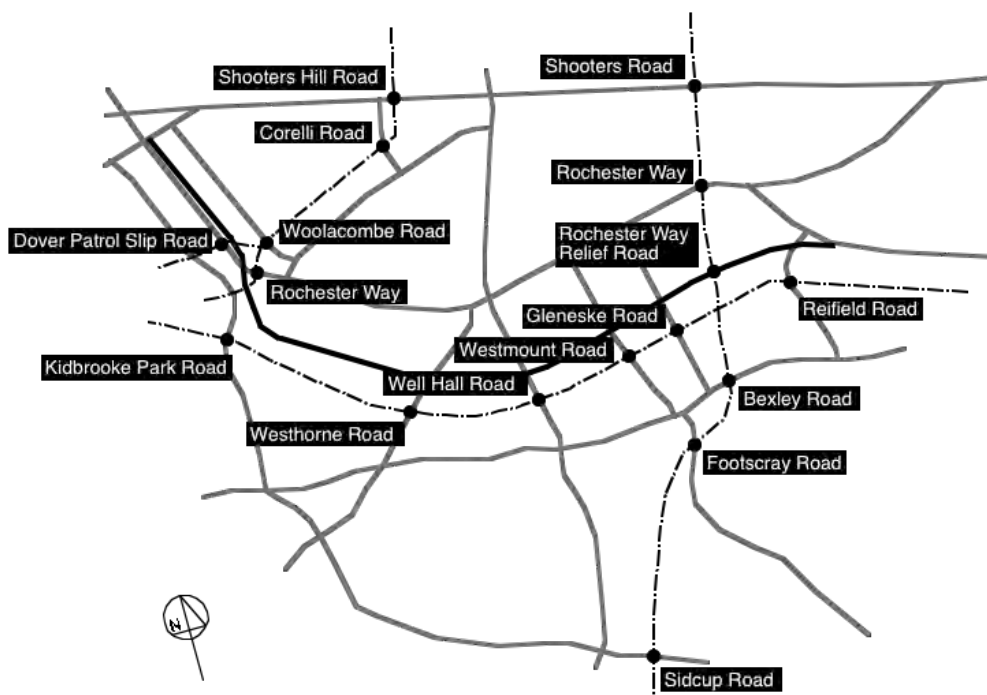 Shooters Road
Shooters Hill Road
Corelli Road
Rochester Way
Woolacombe Road
Dover Patrol Slip Road
Rochester Way
Relief Road
Rochester Way
Reifield Road
Gleneske Road
Westmount Road
Kidbrooke Park Road
Well Hall Road
Bexley Road
Westhorne Road
Footscray Road
N
Sidcup Road